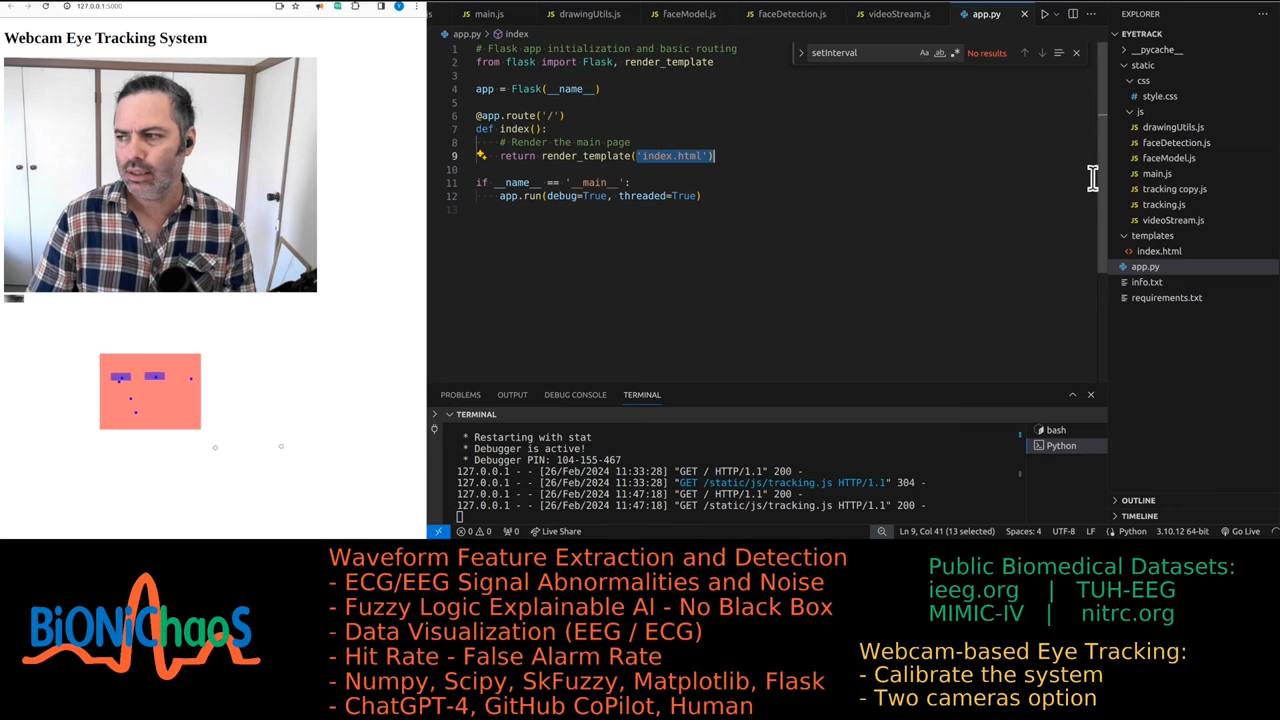 127.0.0.1:5000
Webcam Eye Tracking System
main.js
drawingUtils.js
faceModel.js
faceDetection.js
videoStream.js
app.py
app.py > index
setInterval
No results
1 # Flask app initialization and basic routing
2 from flask import Flask, render_template
3
4 app = Flask(__name__)
5
6 @app.route('/')
7 def index():
8 # Render the main page
9 return render_template('index.html')
10
11 if __name__ == '__main__':
12 app.run(debug=True, threaded=True)
13
EXPLORER
EYETRACK
__pycache__
static
css
style.css
js
drawingUtils.js
faceDetection.js
faceModel.js
main.js
tracking copy.js
tracking.js
videoStream.js
templates
index.html
app.py
info.txt
requirements.txt
OUTLINE
TIMELINE
PROBLEMS OUTPUT DEBUG CONSOLE TERMINAL
TERMINAL
bash
Python
* Restarting with stat
* Debugger is active!
* Debugger PIN: 104-155-467
127.0.0.1 - - [26/Feb/2024 11:33:28] "GET / HTTP/1.1" 200 -
127.0.0.1 - - [26/Feb/2024 11:33:28] "GET /static/js/tracking.js HTTP/1.1" 304 -
127.0.0.1 - - [26/Feb/2024 11:47:18] "GET / HTTP/1.1" 200 -
127.0.0.1 - - [26/Feb/2024 11:47:18] "GET /static/js/tracking.js HTTP/1.1" 200 -
0 0 0 Live Share Ln 9, Col 41 (13 selected) Spaces: 4 UTF-8 LF Python 3.10.12 64-bit Go Live
BiONiChaoS
Waveform Feature Extraction and Detection
- ECG/EEG Signal Abnormalities and Noise
- Fuzzy Logic Explainable AI - No Black Box
- Data Visualization (EEG / ECG)
- Hit Rate - False Alarm Rate
- Numpy, Scipy, SkFuzzy, Matplotlib, Flask
- ChatGPT-4, GitHub CoPilot, Human
Public Biomedical Datasets:
ieeg.org | TUH-EEG
MIMIC-IV | nitrc.org
Webcam-based Eye Tracking:
- Calibrate the system
- Two cameras option